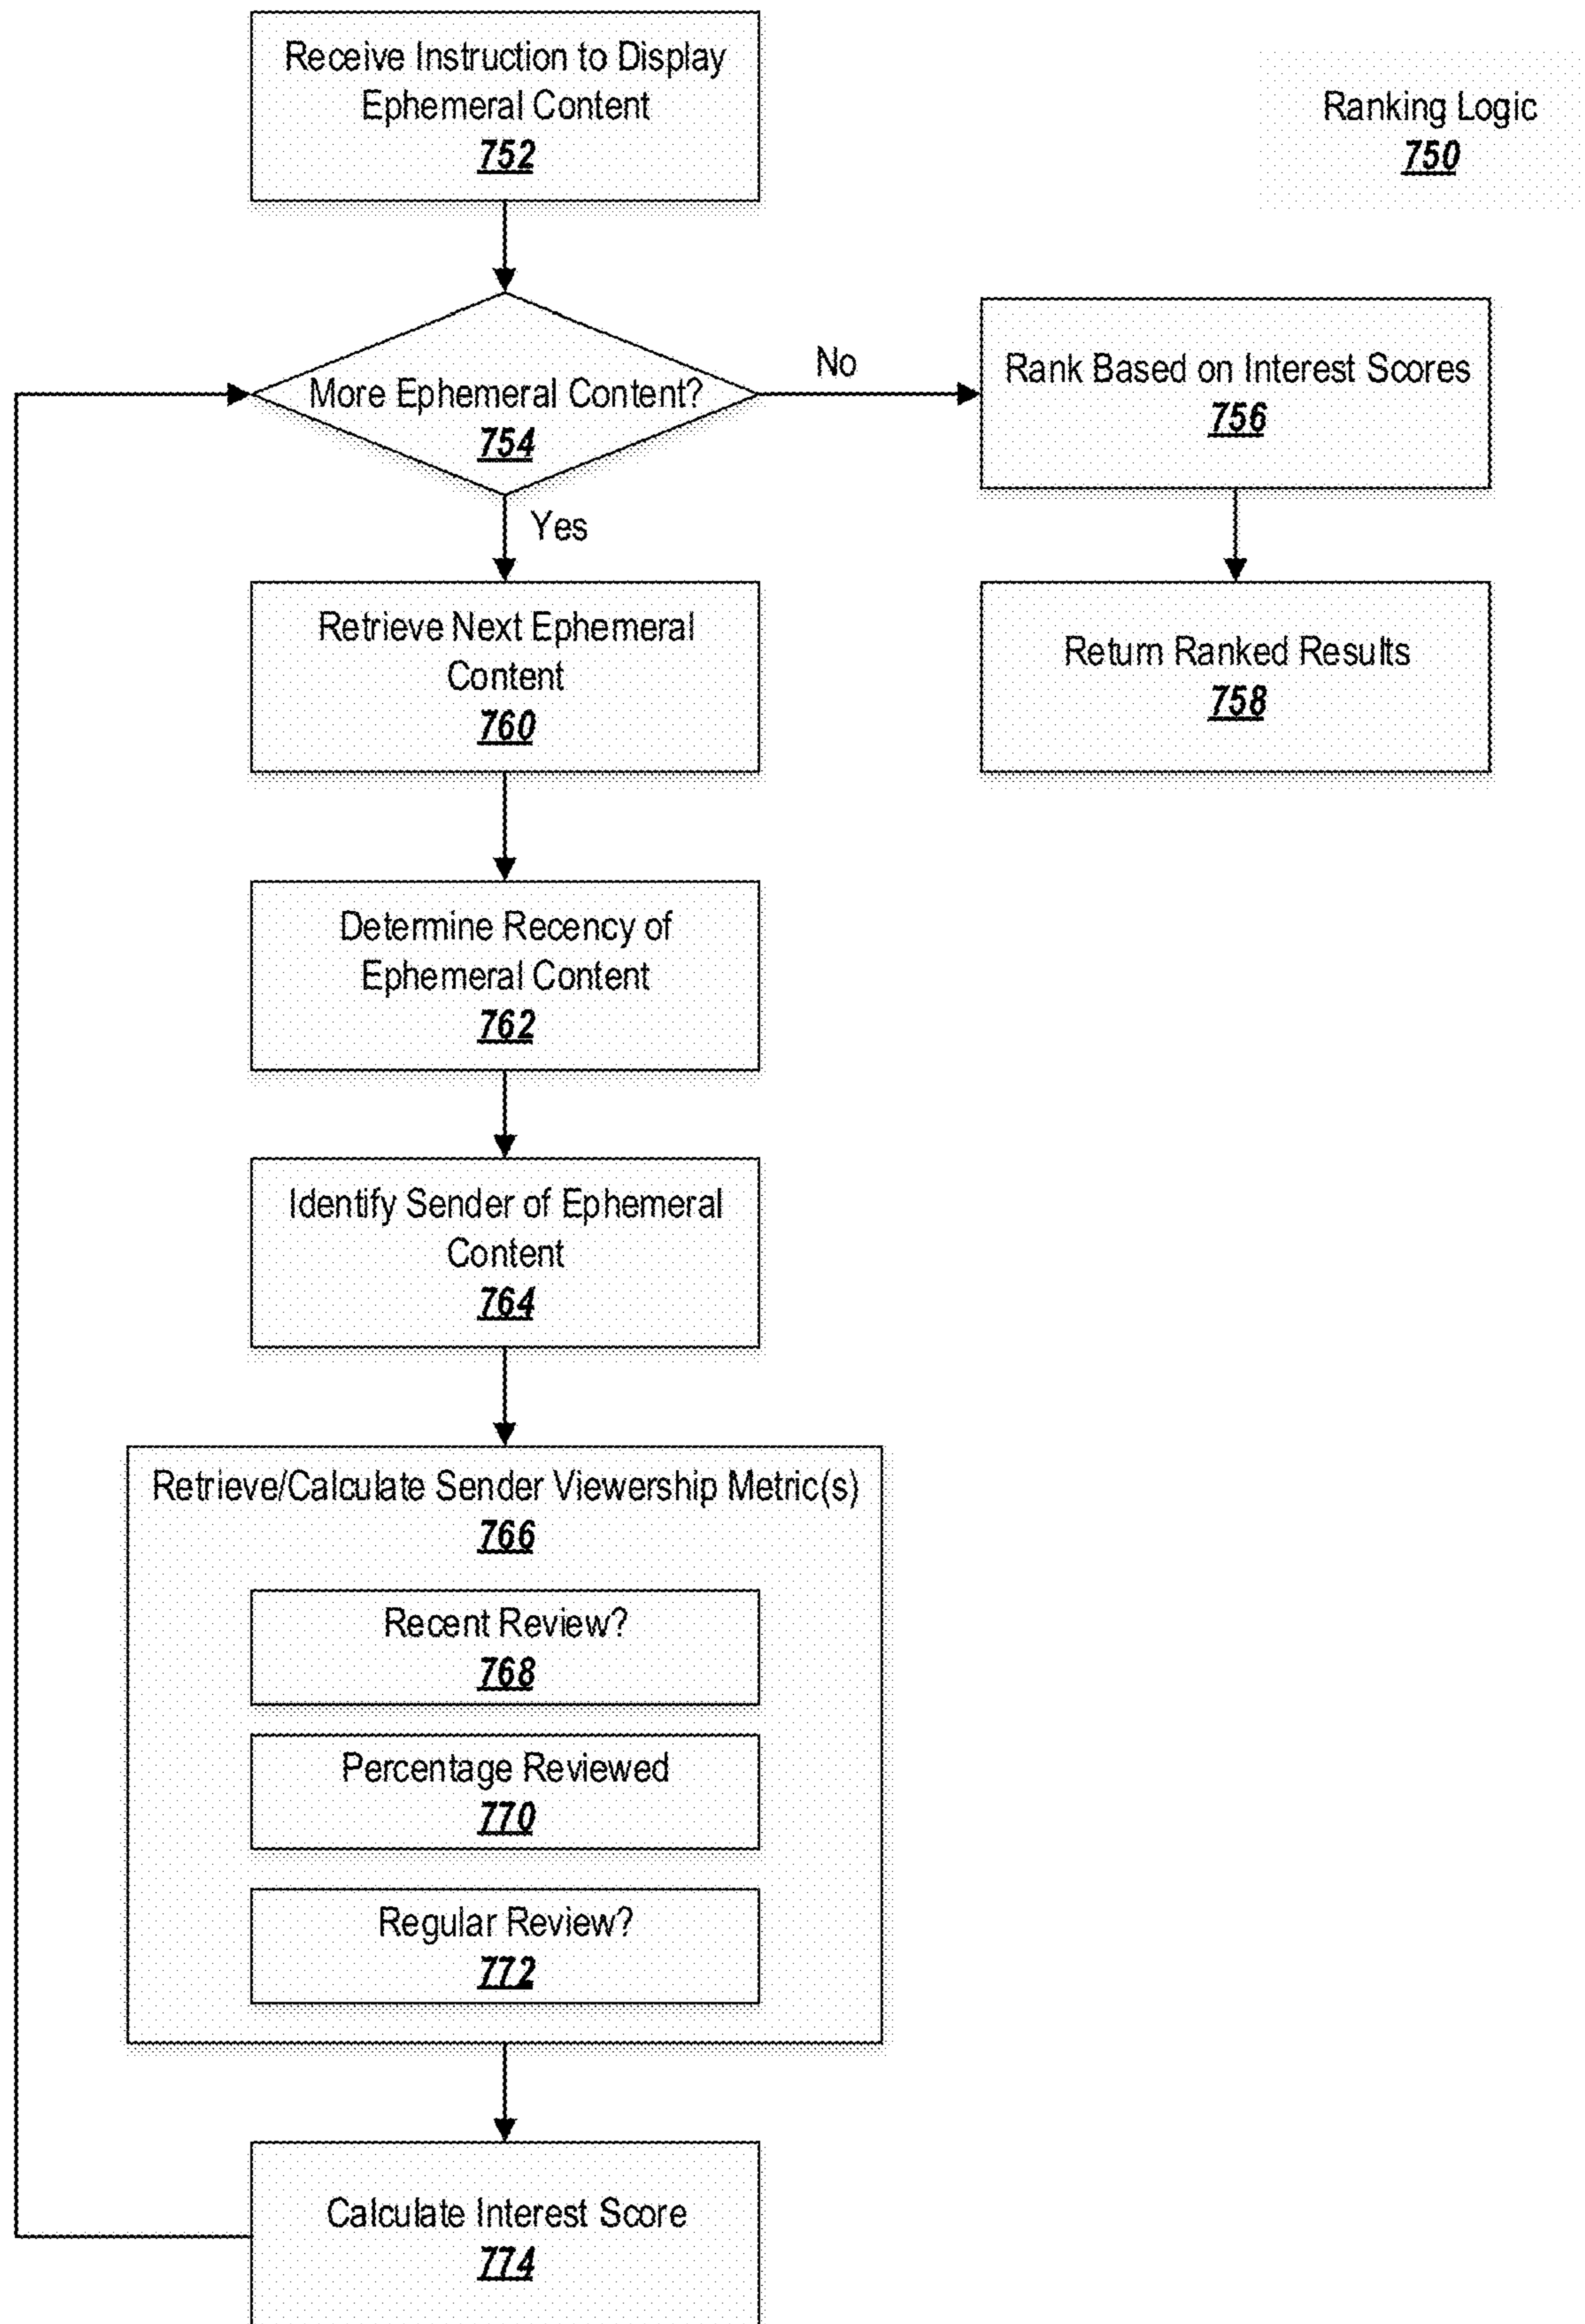 Receive Instruction to Display
Ephemeral Content
752
Ranking Logic
750
More Ephemeral Content?
754
No
Rank Based on Interest Scores
756
Yes
Retrieve Next Ephemeral
Content
760
Return Ranked Results
758
Determine Recency of
Ephemeral Content
762
Identify Sender of Ephemeral
Content
764
Retrieve/Calculate Sender Viewership Metric(s)
766
Recent Review?
768
Percentage Reviewed
770
Regular Review?
772
Calculate Interest Score
774